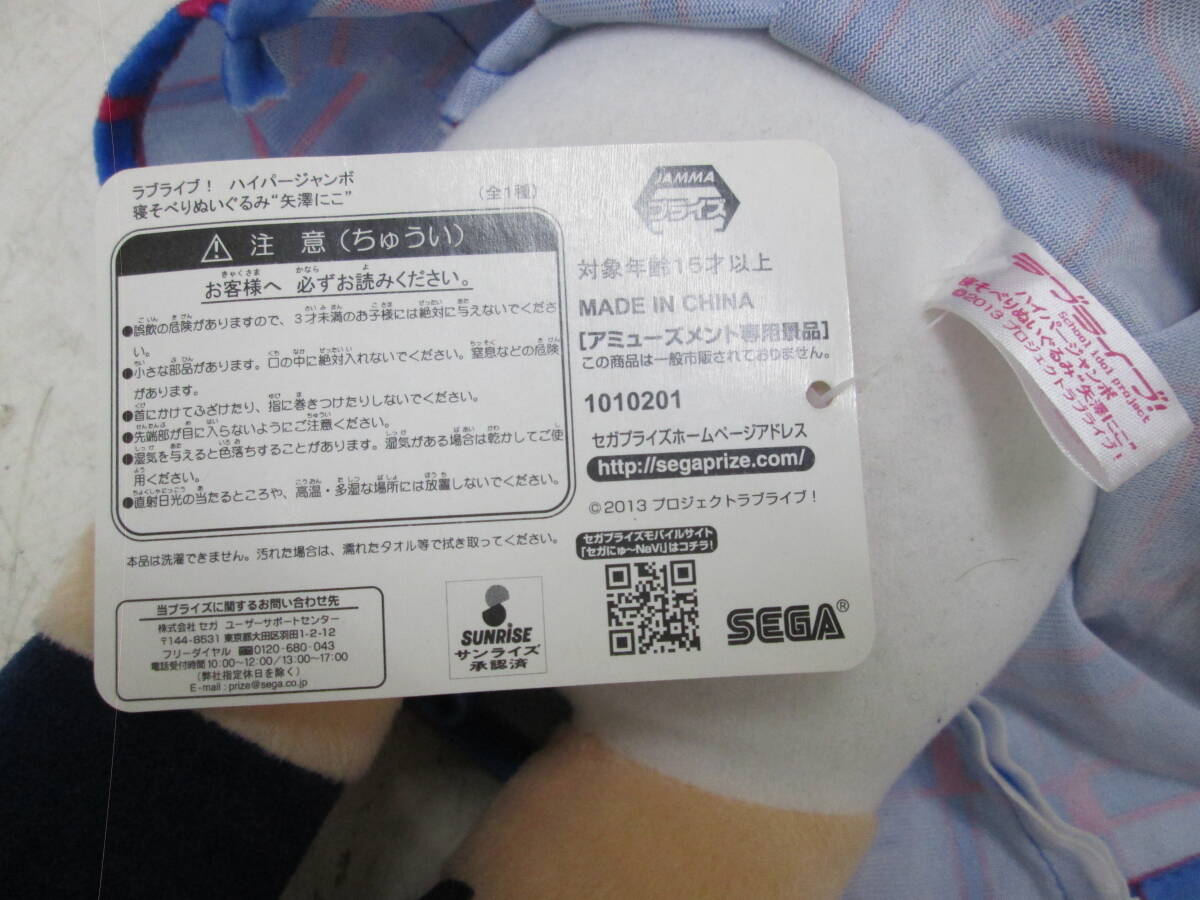 ラブライブ! ハイパージャンボ
寝そべりぬいぐるみ“矢澤にこ”
(全1種)
⚠ 注 意(ちゅうい)
お客様へ 必ずお読みください。
きゃくさま かなら よ
●誤飲の危険がありますので、3才未満のお子様には絶対に与えないでくださ
い。
●小さな部品があります。口の中に絶対入れないでください。窒息などの危険
があります。
●首にかけてふざけたり、指に巻きつけたりしないでください。
●先端部が目に入らないようにご注意ください。
●湿気を与えると色落ちすることがあります。湿気がある場合は乾かしてご使
用ください。
●直射日光の当たるところや、高温・多湿な場所には放置しないでください。
本品は洗濯できません。汚れた場合は、濡れたタオル等で拭き取ってください。
当プライズに関するお問い合わせ先
株式会社 セガ ユーザーサポートセンター
〒144-8531 東京都大田区羽田1-2-12
フリーダイヤル 0120-680-043
電話受付時間 10:00〜12:00/13:00〜17:00
(弊社指定休日を除く)
E-mail:prize@sega.co.jp
SUNRISE
サンライズ
承認済
JAMMA
プライズ
対象年齢15才以上
MADE IN CHINA
[アミューズメント専用景品]
この商品は一般市販されておりません。
1010201
セガプライズホームページアドレス
http://segaprize.com/
©2013 プロジェクトラブライブ!
セガプライズモバイルサイト
「セガにゅ〜NaVi」はコチラ!
SEGA®
ラブライブ!
School idol project
ハイパージャンボ
寝そべりぬいぐるみ“矢澤にこ”
©2013 プロジェクトラブライブ!